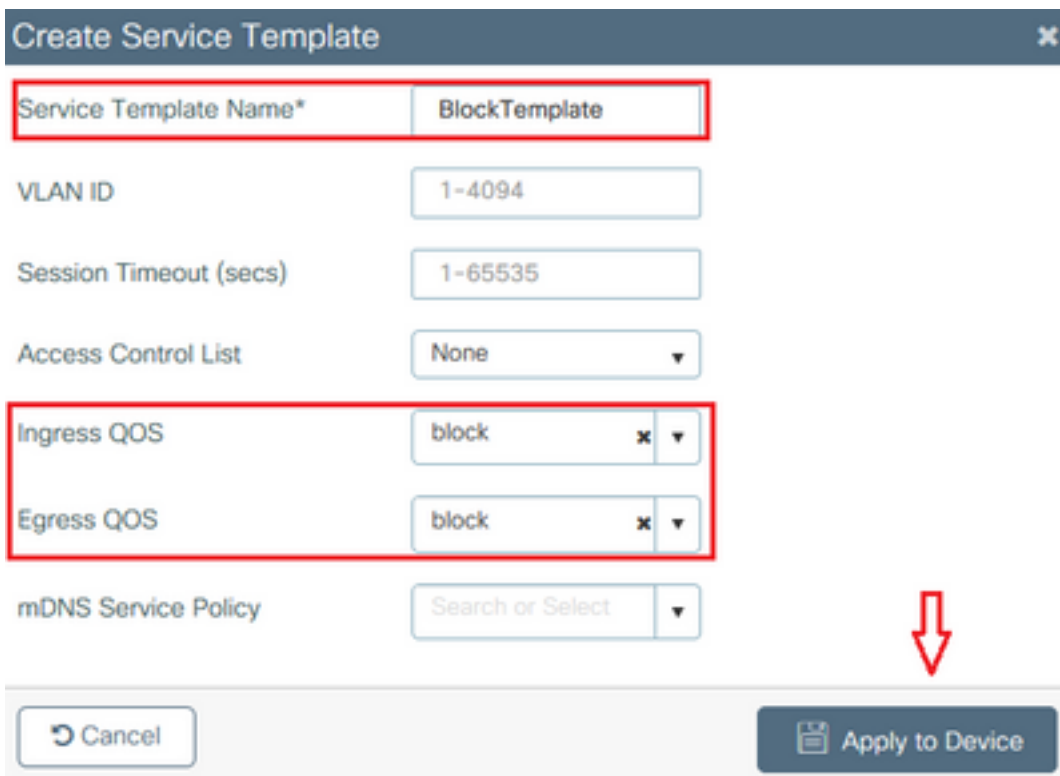 Create Service Template
Service Template Name* BlockTemplate
VLAN ID 1-4094
Session Timeout (secs) 1-65535
Access Control List None
Ingress QOS block
Egress QOS block
mDNS Service Policy Search or Select
Cancel Apply to Device